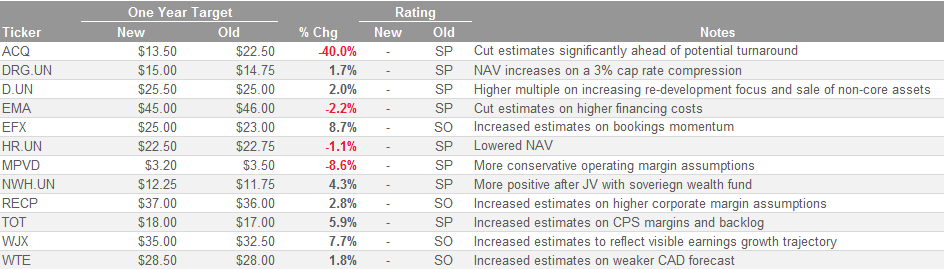 One Year Target Rating
Ticker New Old % Chg New Old Notes
ACQ $13.50 $22.50 -40.0% - SP Cut estimates significantly ahead of potential turnaround
DRG.UN $15.00 $14.75 1.7% - SP NAV increases on a 3% cap rate compression
D.UN $25.50 $25.00 2.0% - SP Higher multiple on increasing re-development focus and sale of non-core assets
EMA $45.00 $46.00 -2.2% - SP Cut estimates on higher financing costs
EFX $25.00 $23.00 8.7% - SO Increased estimates on bookings momentum
HR.UN $22.50 $22.75 -1.1% - SP Lowered NAV
MPVD $3.20 $3.50 -8.6% - SP More conservative operating margin assumptions
NWH.UN $12.25 $11.75 4.3% - SP More positive after JV with soveriegn wealth fund
RECP $37.00 $36.00 2.8% - SO Increased estimates on higher corporate margin assumptions
TOT $18.00 $17.00 5.9% - SP Increased estimates on CPS margins and backlog
WJX $35.00 $32.50 7.7% - SO Increased estimates to reflect visible earnings growth trajectory
WTE $28.50 $28.00 1.8% - SO Increased estimates on weaker CAD forecast